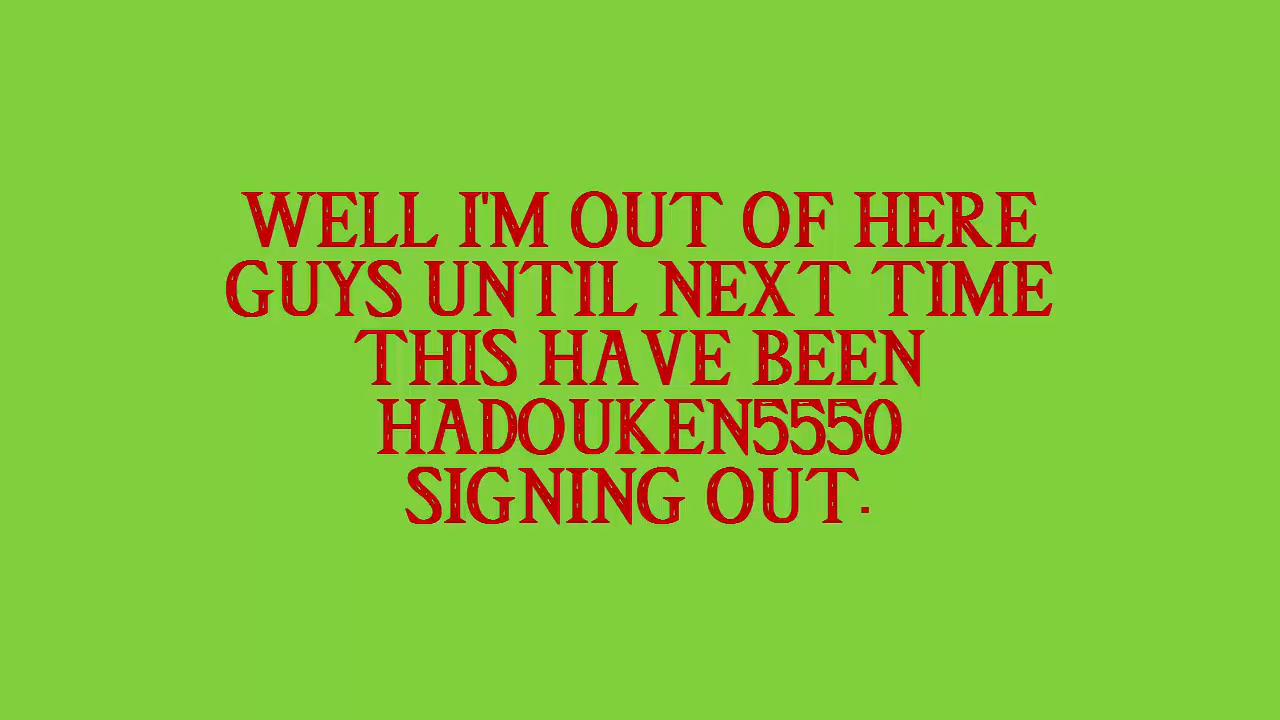 WELL I'M OUT OF HERE
GUYS UNTIL NEXT TIME
THIS HAVE BEEN
HADOUKEN5550
SIGNING OUT.